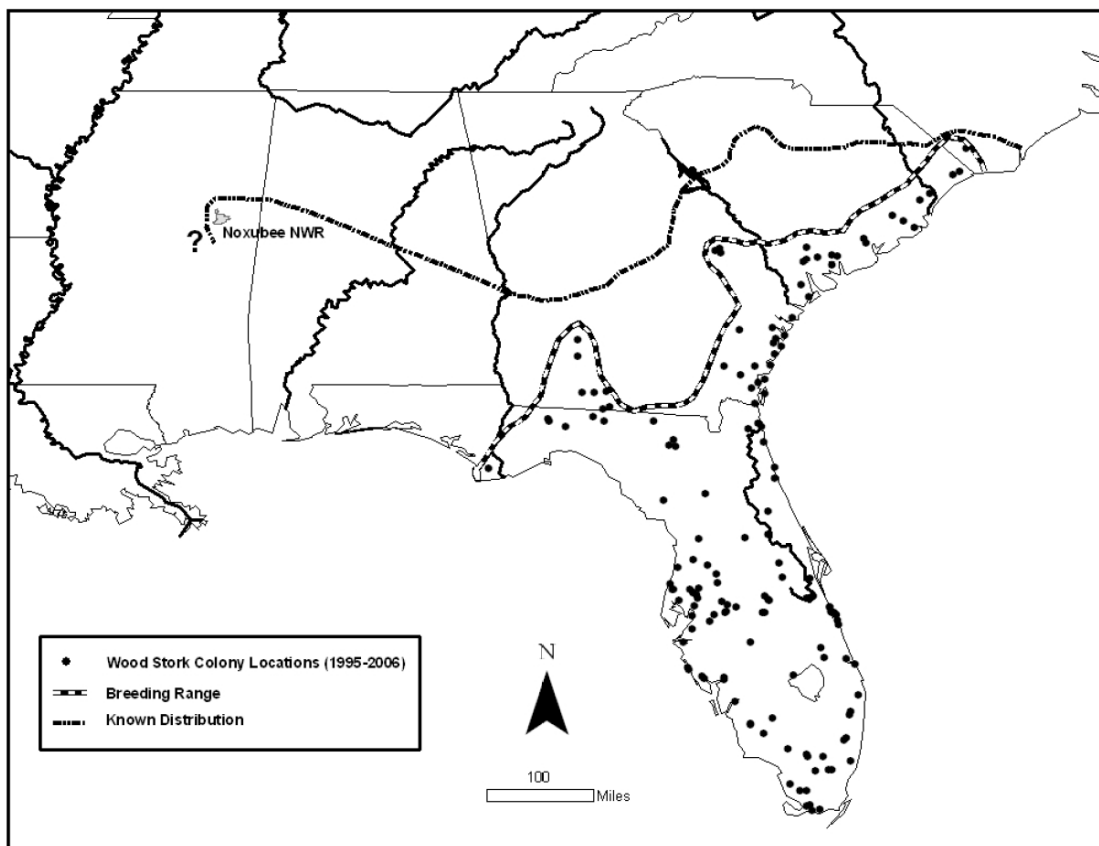 Noxubee NWR
?
Wood Stork Colony Locations (1995-2006)
Breeding Range
Known Distribution
N
100
Miles